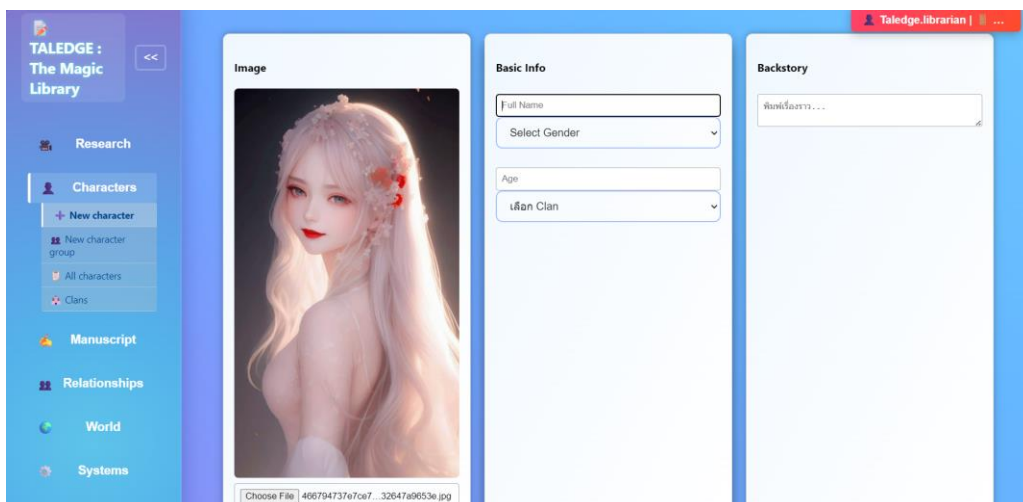 TALEDGE :
The Magic
Library
<<
Research
Characters
New character
New character
group
All characters
Clans
Manuscript
Relationships
World
Systems
Image
Choose File 466794737e7ce7...32647a9653e.jpg
Basic Info
Full Name
Select Gender
Age
เลือก Clan
Backstory
พิมพ์เรื่องราว...
Taledge.librarian | ...